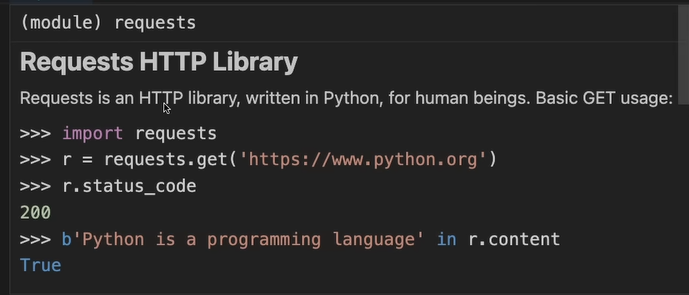 (module) requests
Requests HTTP Library
Requests is an HTTP library, written in Python, for human beings. Basic GET usage:
>>> import requests
>>> r = requests.get('https://www.python.org')
>>> r.status_code
200
>>> b'Python is a programming language' in r.content
True